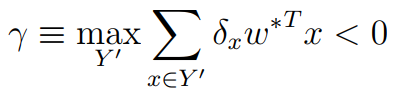 γ ≡ max_{Y′} ∑_{x∈Y′} δ_x w^{*T} x < 0